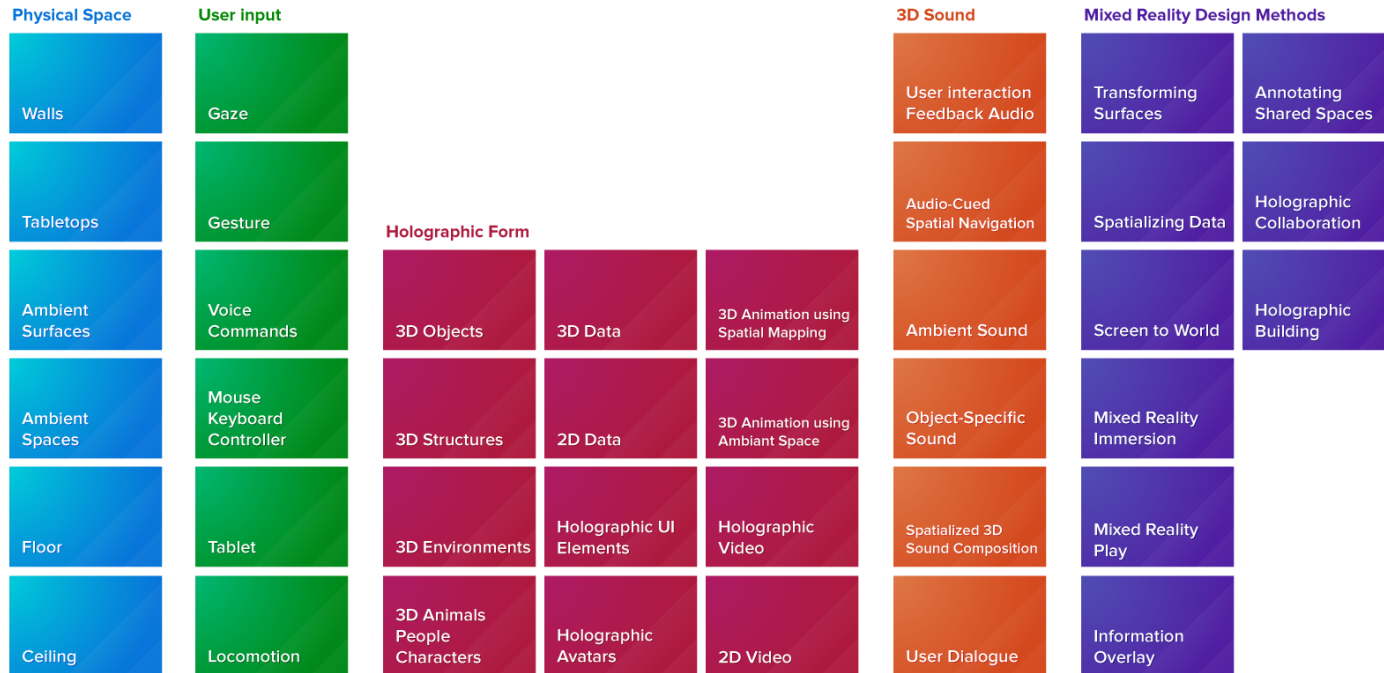 Physical Space
Walls
Tabletops
Ambient
Surfaces
Ambient
Spaces
Floor
Ceiling
User input
Gaze
Gesture
Voice
Commands
Mouse
Keyboard
Controller
Tablet
Locomotion
Holographic Form
3D Objects
3D Structures
3D Environments
3D Animals
People
Characters
3D Data
2D Data
Holographic UI
Elements
Holographic
Avatars
3D Animation using
Spatial Mapping
3D Animation using
Ambiant Space
Holographic
Video
2D Video
3D Sound
User interaction
Feedback Audio
Audio-Cued
Spatial Navigation
Ambient Sound
Object-Specific
Sound
Spatialized 3D
Sound Composition
User Dialogue
Mixed Reality Design Methods
Transforming
Surfaces
Spatializing Data
Screen to World
Mixed Reality
Immersion
Mixed Reality
Play
Information
Overlay
Annotating
Shared Spaces
Holographic
Collaboration
Holographic
Building